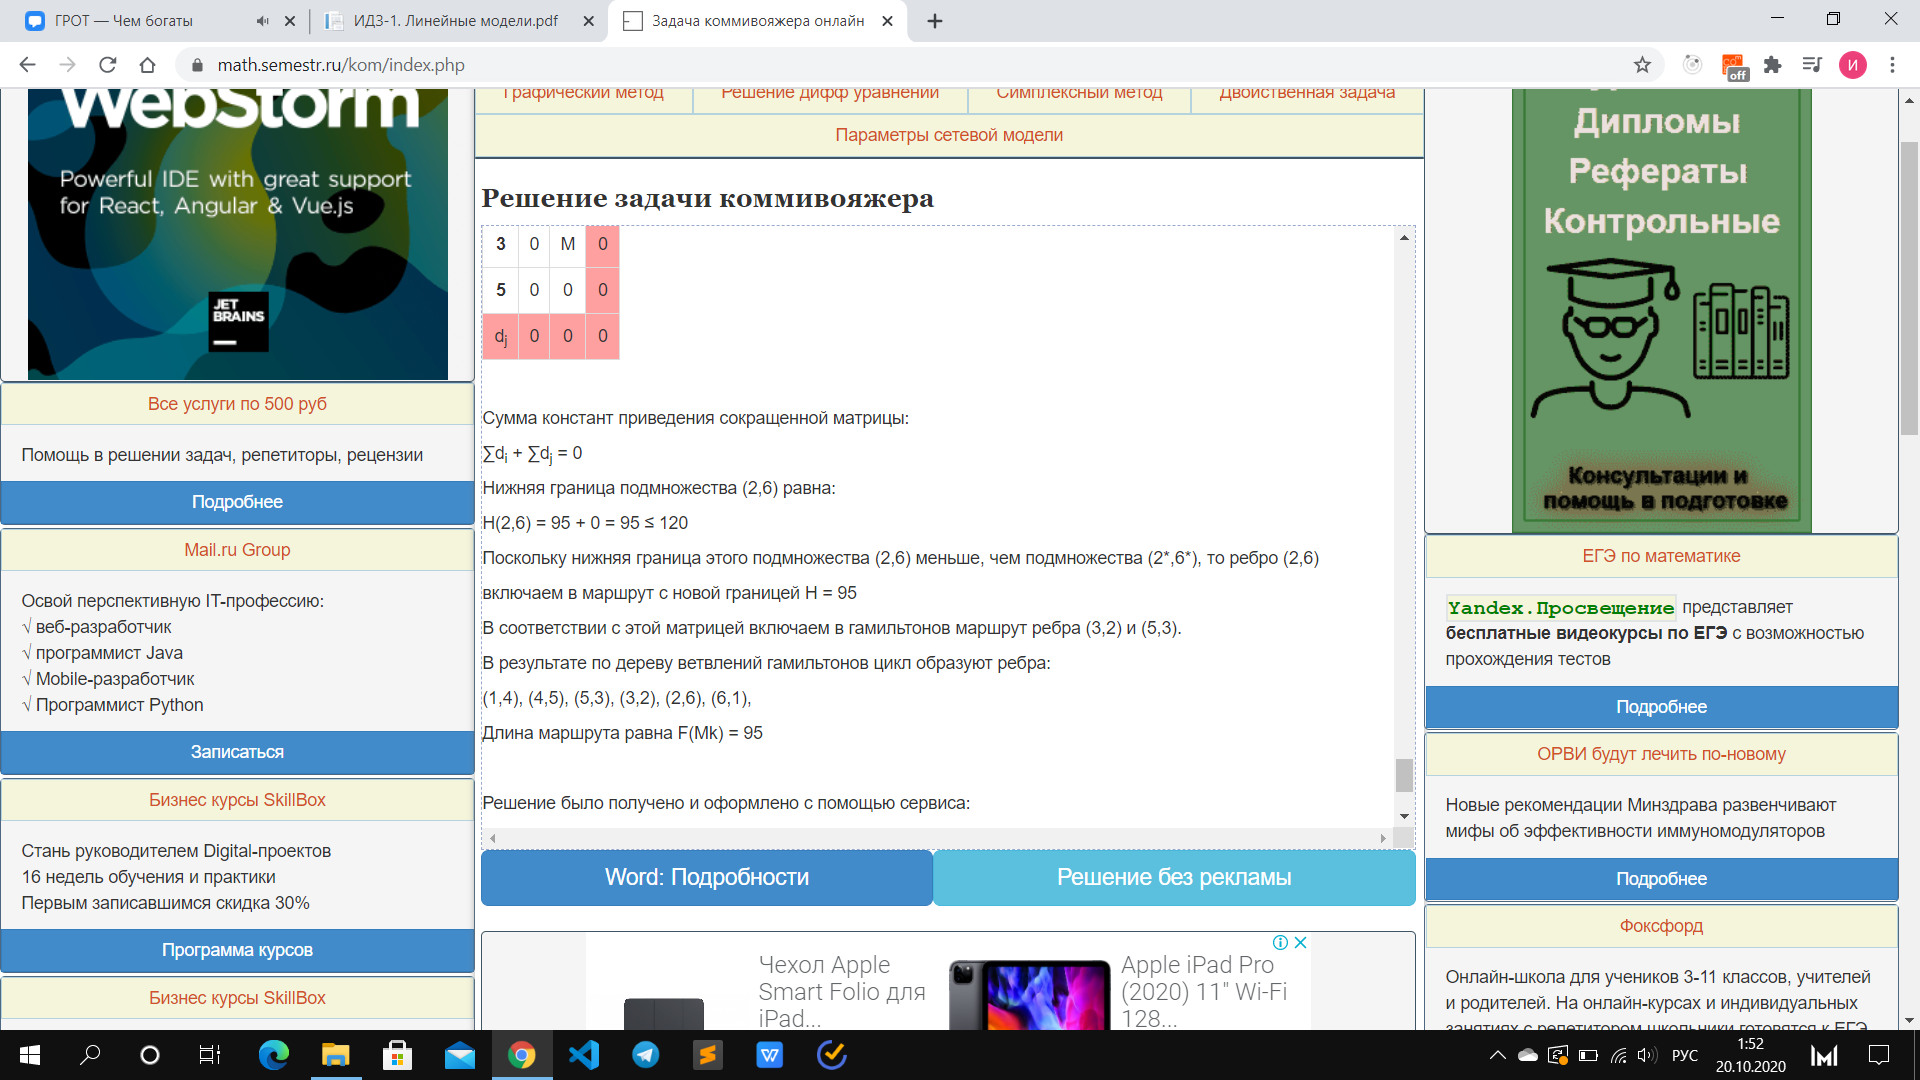 ГРОТ — Чем богаты
ИДЗ-1. Линейные модели.pdf
Задача коммивояжера онлайн
math.semestr.ru/kom/index.php
off
И
WebStorm
Powerful IDE with great support
for React, Angular & Vue.js
JET
BRAINS
Все услуги по 500 руб
Помощь в решении задач, репетиторы, рецензии
Подробнее
Mail.ru Group
Освой перспективную IT-профессию:
√ веб-разработчик
√ программист Java
√ Mobile-разработчик
√ Программист Python
Записаться
Бизнес курсы SkillBox
Стань руководителем Digital-проектов
16 недель обучения и практики
Первым записавшимся скидка 30%
Программа курсов
Бизнес курсы SkillBox
Графический метод
Решение дифф уравнений
Симплексный метод
Двойственная задача
Параметры сетевой модели
Решение задачи коммивояжера
3 0 M 0
5 0 0 0
dj 0 0 0
Сумма констант приведения сокращенной матрицы:
∑di + ∑dj = 0
Нижняя граница подмножества (2,6) равна:
H(2,6) = 95 + 0 = 95 ≤ 120
Поскольку нижняя граница этого подмножества (2,6) меньше, чем подмножества (2*,6*), то ребро (2,6)
включаем в маршрут с новой границей H = 95
В соответствии с этой матрицей включаем в гамильтонов маршрут ребра (3,2) и (5,3).
В результате по дереву ветвлений гамильтонов цикл образуют ребра:
(1,4), (4,5), (5,3), (3,2), (2,6), (6,1),
Длина маршрута равна F(Mk) = 95
Решение было получено и оформлено с помощью сервиса:
Word: Подробности
Решение без рекламы
Чехол Apple
Smart Folio для
iPad...
Apple iPad Pro
(2020) 11" Wi-Fi
128...
Дипломы
Рефераты
Контрольные
Консультации и
помощь в подготовке
ЕГЭ по математике
Yandex.Просвещение представляет
бесплатные видеокурсы по ЕГЭ с возможностью
прохождения тестов
Подробнее
ОРВИ будут лечить по-новому
Новые рекомендации Минздрава развенчивают
мифы об эффективности иммуномодуляторов
Подробнее
Фоксфорд
Онлайн-школа для учеников 3-11 классов, учителей
и родителей. На онлайн-курсах и индивидуальных
занятиях с репетитором школьники готовятся к ЕГЭ
РУС
1:52
20.10.2020